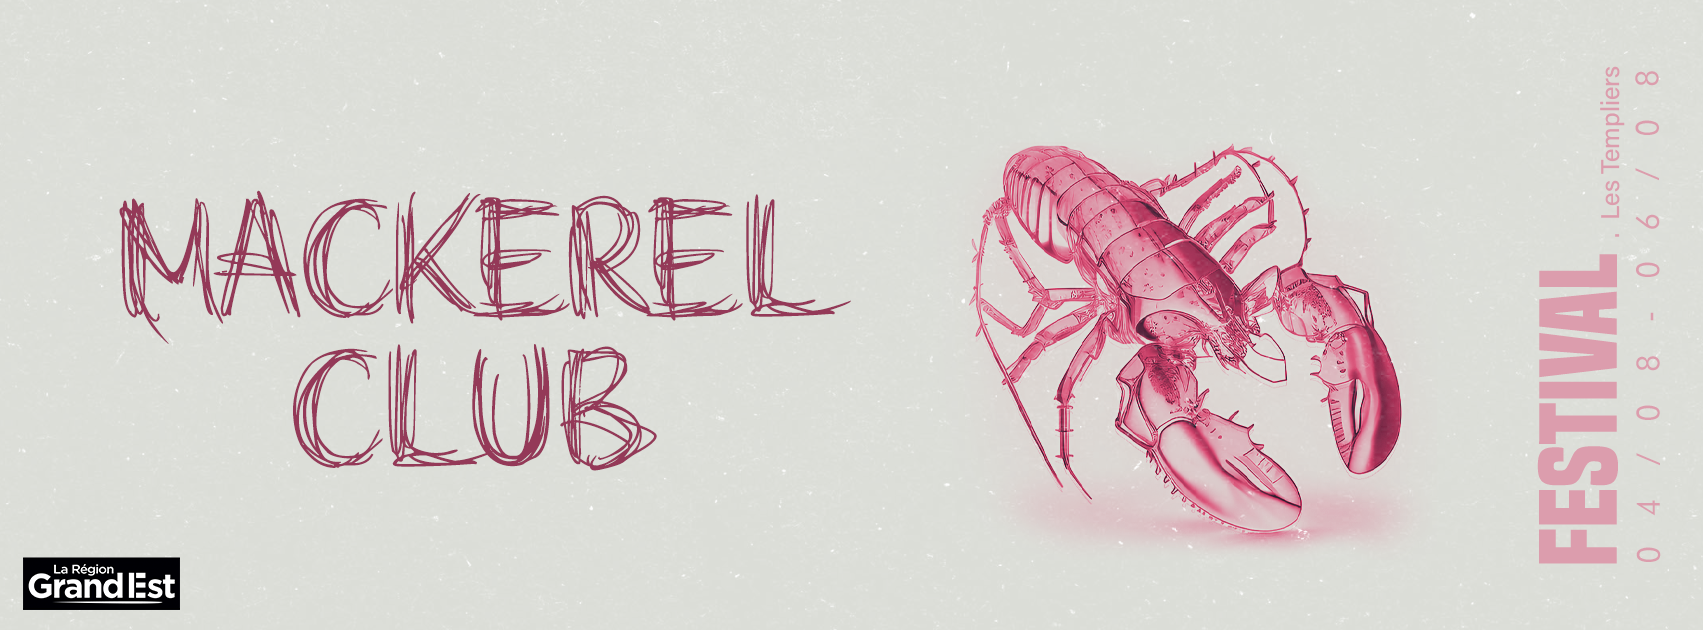 MACKEREL
CLUB
FESTIVAL . Les Templiers
04/08-06/08
La Région
Grand Est